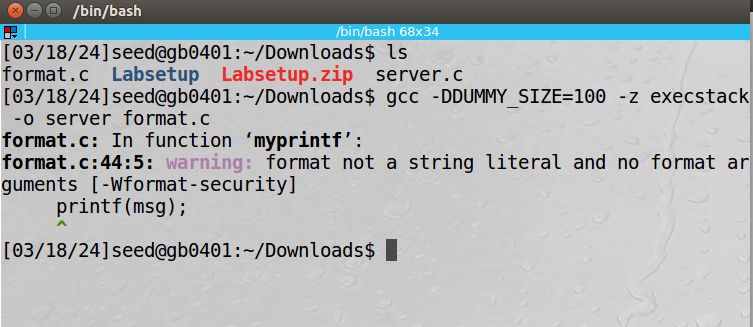 /bin/bash
/bin/bash 68x34
[03/18/24]seed@gb0401:~/Downloads$ ls
format.c  Labsetup  Labsetup.zip  server.c
[03/18/24]seed@gb0401:~/Downloads$ gcc -DDUMMY_SIZE=100 -z execstack
 -o server format.c
format.c: In function ‘myprintf’:
format.c:44:5: warning: format not a string literal and no format ar
guments [-Wformat-security]
     printf(msg);
     ^
[03/18/24]seed@gb0401:~/Downloads$